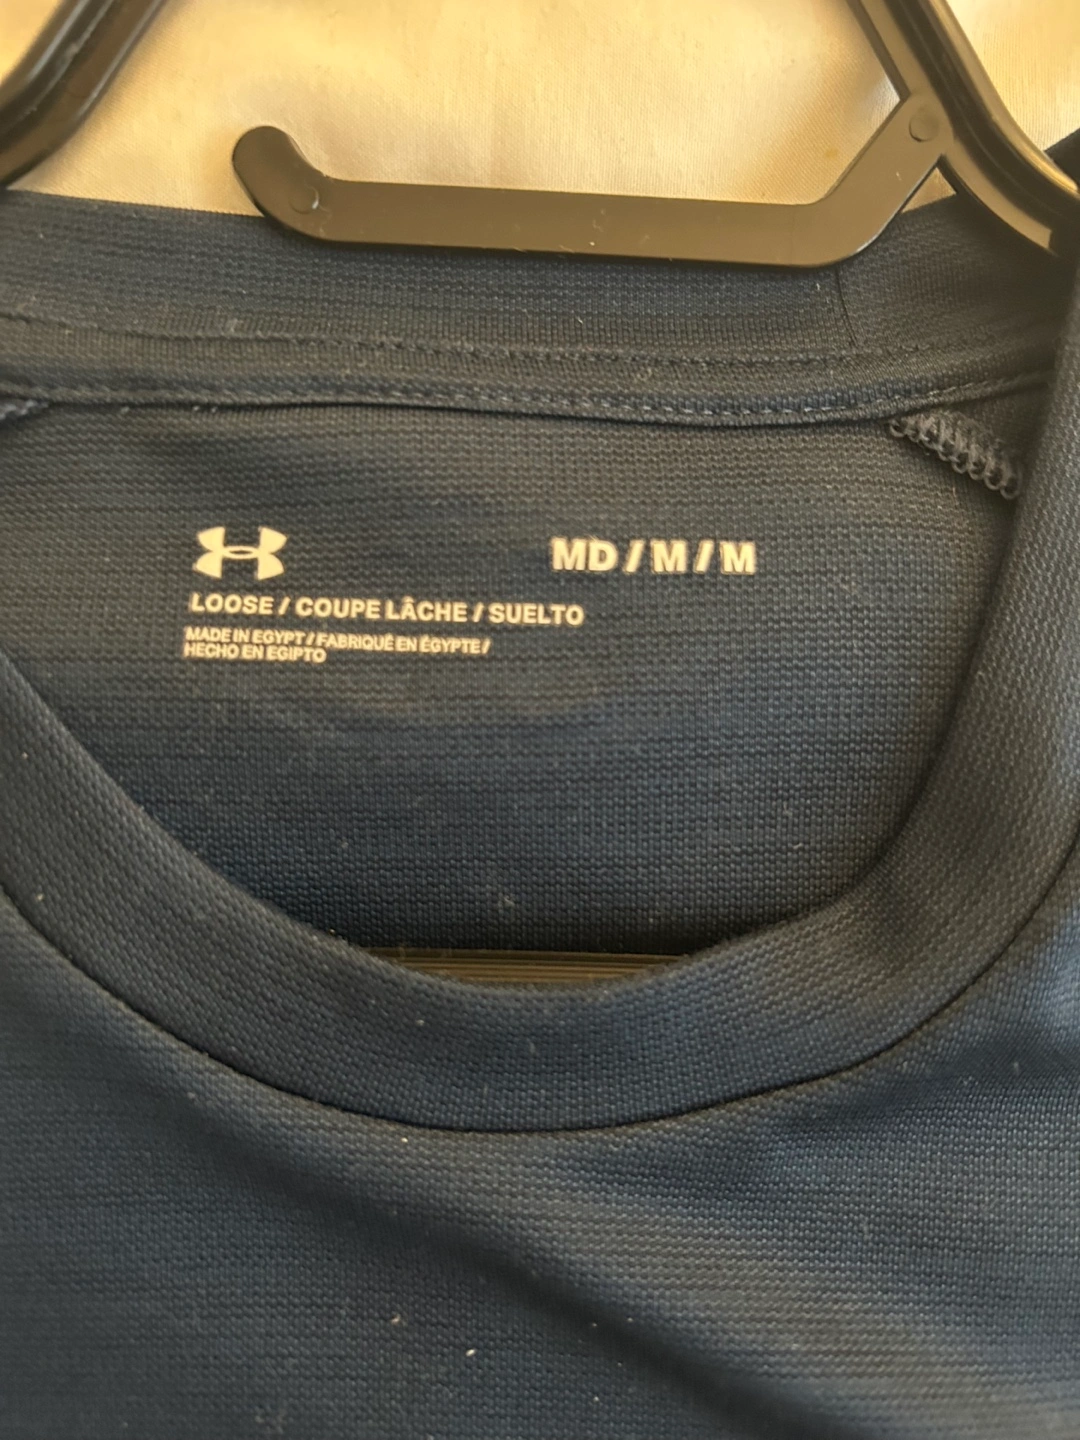 MD / M / M
LOOSE / COUPE LÂCHE / SUELTO
MADE IN EGYPT / FABRIQUÉ EN ÉGYPTE /
HECHO EN EGIPTO